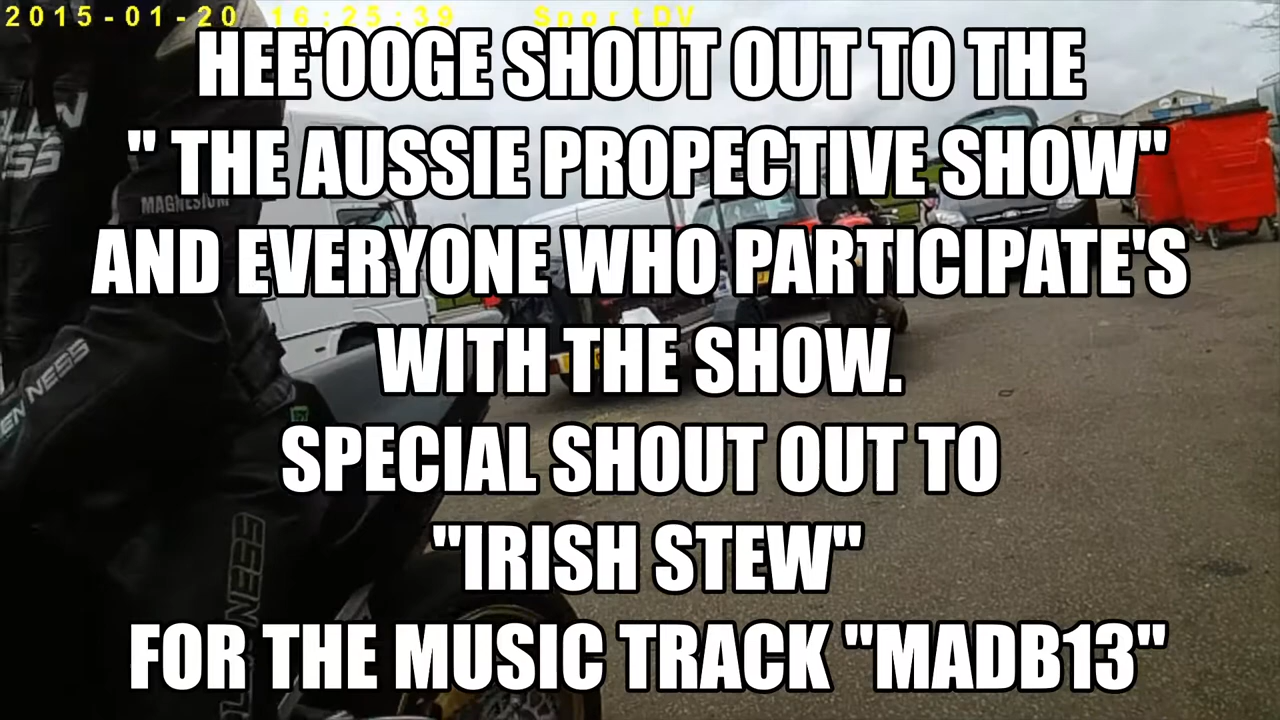 2015-01-20 16:25:39 SportDV
HEE'OOGE SHOUT OUT TO THE
" THE AUSSIE PROPECTIVE SHOW"
AND EVERYONE WHO PARTICIPATE'S
WITH THE SHOW.
SPECIAL SHOUT OUT TO
"IRISH STEW"
FOR THE MUSIC TRACK "MADB13"
MAGNESIUM